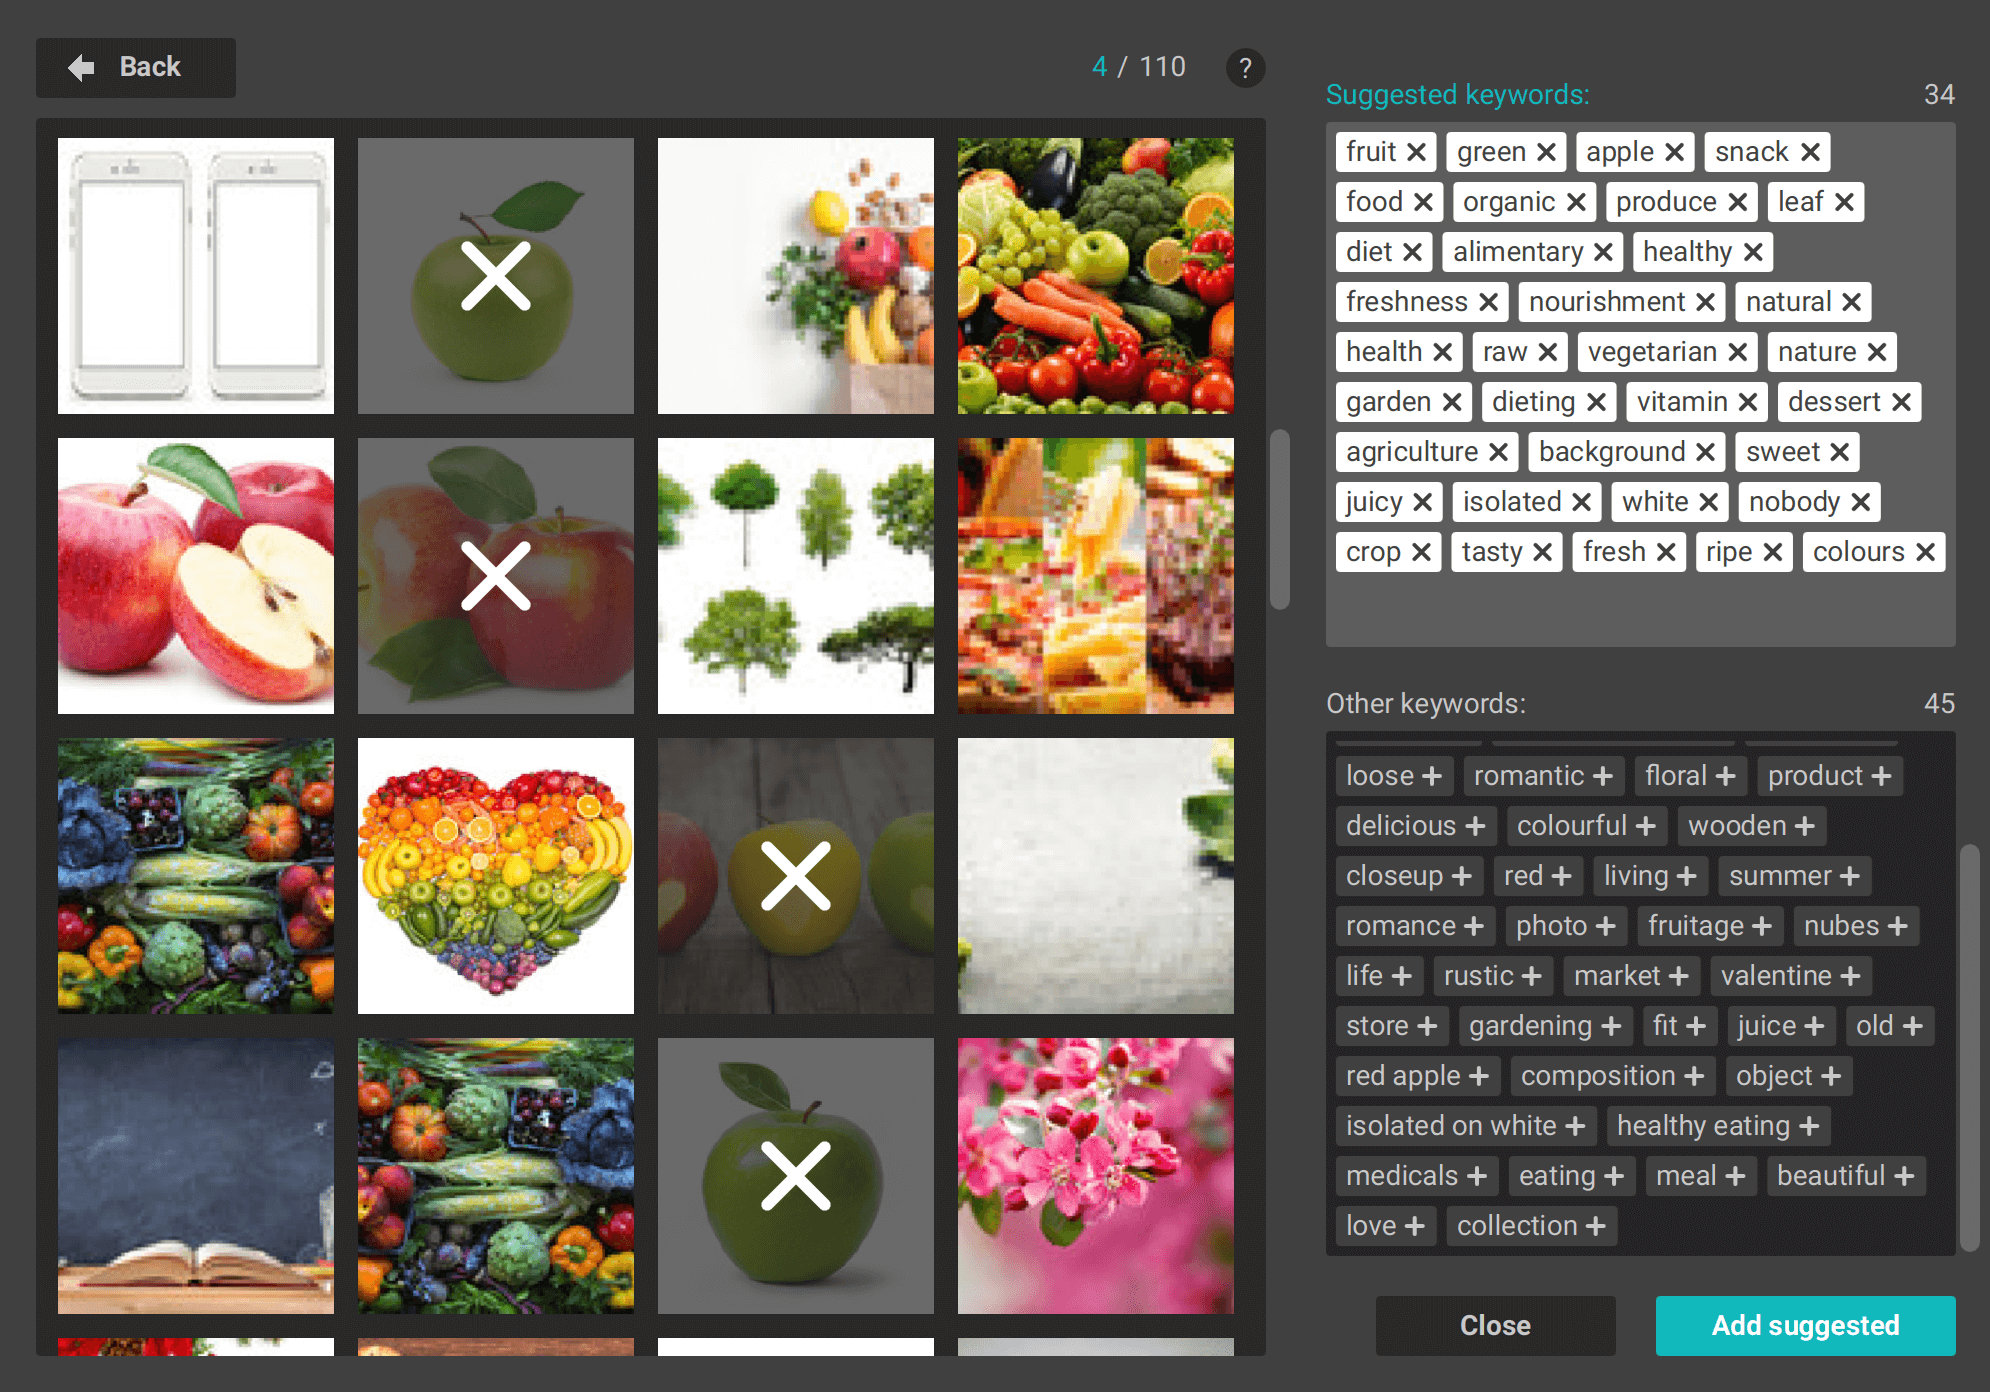 Back
4 / 110 ?
Suggested keywords: 34
fruit green apple snack
food organic produce leaf
diet alimentary healthy
freshness nourishment natural
health raw vegetarian nature
garden dieting vitamin dessert
agriculture background sweet
juicy isolated white nobody
crop tasty fresh ripe colours
Other keywords: 45
loose + romantic + floral + product +
delicious + colourful + wooden +
closeup + red + living + summer +
romance + photo + fruitage + nubes +
life + rustic + market + valentine +
store + gardening + fit + juice + old +
red apple + composition + object +
isolated on white + healthy eating +
medicals + eating + meal + beautiful +
love + collection +
Close Add suggested